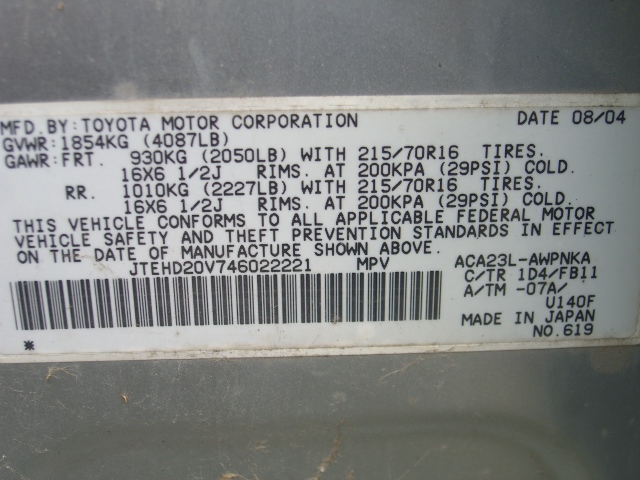 MFD.BY:TOYOTA MOTOR CORPORATION DATE 08/04
GVWR:1854KG (4087LB)
GAWR:FRT. 930KG (2050LB) WITH 215/70R16 TIRES.
16X6 1/2J RIMS. AT 200KPA (29PSI) COLD.
RR. 1010KG (2227LB) WITH 215/70R16 TIRES.
16X6 1/2J RIMS. AT 200KPA (29PSI) COLD.
THIS VEHICLE CONFORMS TO ALL APPLICABLE FEDERAL MOTOR
VEHICLE SAFETY AND THEFT PREVENTION STANDARDS IN EFFECT
ON THE DATE OF MANUFACTURE SHOWN ABOVE.
JTEHD20V746022221 MPV ACA23L-AWPNKA
C/TR 1D4/FB11
A/TM -07A/
U140F
MADE IN JAPAN
NO.619
*